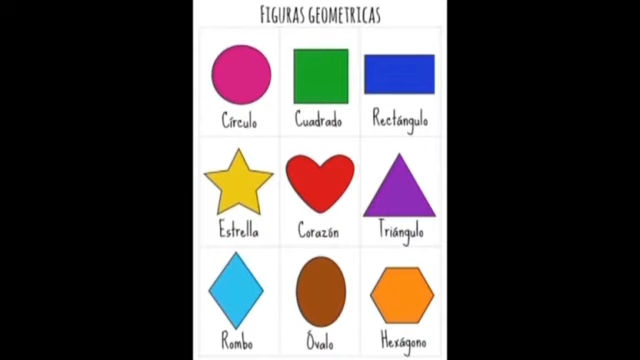 FIGURAS GEOMETRICAS
Círculo Cuadrado Rectángulo
Estrella Corazón Triángulo
Rombo Óvalo Hexágono